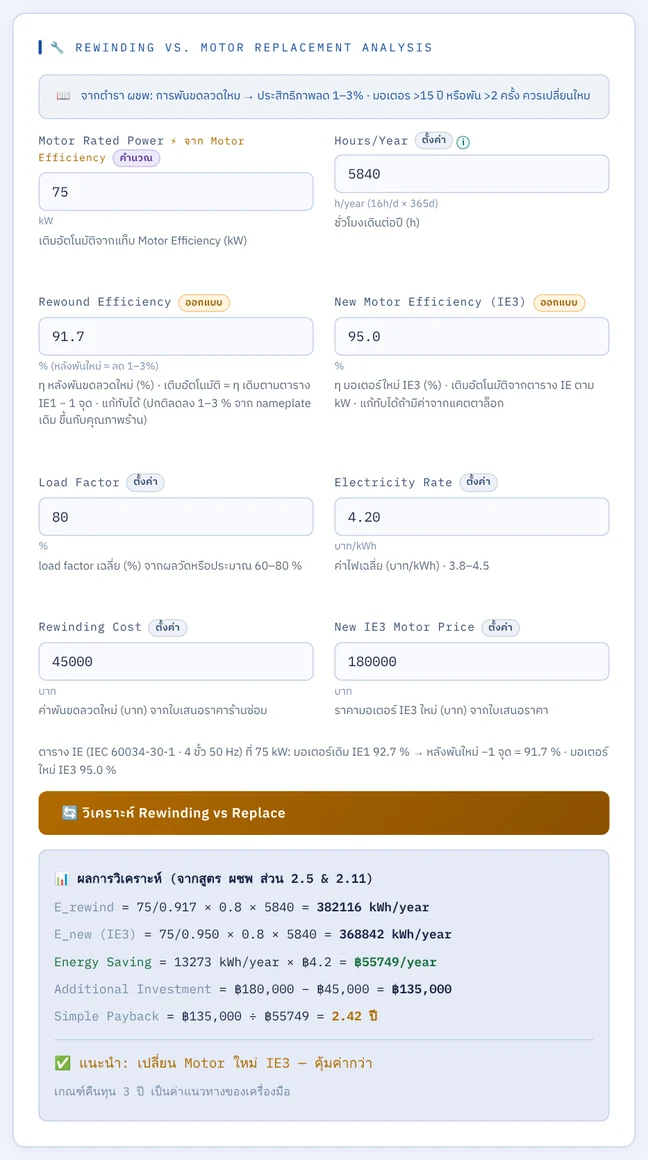 🔧 REWINDING VS. MOTOR REPLACEMENT ANALYSIS
📖 จากตำรา ผชพ: การพันขดลวดใหม่ → ประสิทธิภาพลด 1–3% · มอเตอร์ >15 ปี หรือพัน >2 ครั้ง ควรเปลี่ยนใหม่
Motor Rated Power ⚡ จาก Motor
Efficiency คำนวณ
75
kW
เติมอัตโนมัติจากแท็บ Motor Efficiency (kW)
Hours/Year ตั้งค่า ⓘ
5840
h/year (16h/d × 365d)
ชั่วโมงเดินต่อปี (h)
Rewound Efficiency ออกแบบ
91.7
% (หลังพันใหม่ = ลด 1–3%)
η หลังพันขดลวดใหม่ (%) · เติมอัตโนมัติ = η เดิมตามตาราง
IE1 − 1 จุด · แก้ทับได้ (ปกติลดลง 1–3 % จาก nameplate
เดิม ขึ้นกับคุณภาพร้าน)
New Motor Efficiency (IE3) ออกแบบ
95.0
%
η มอเตอร์ใหม่ IE3 (%) · เติมอัตโนมัติจากตาราง IE ตาม
kW · แก้ทับได้ถ้ามีค่าจากแคตตาล็อก
Load Factor ตั้งค่า
80
%
load factor เฉลี่ย (%) จากผลวัดหรือประมาณ 60–80 %
Electricity Rate ตั้งค่า
4.20
บาท/kWh
ค่าไฟเฉลี่ย (บาท/kWh) · 3.8–4.5
Rewinding Cost ตั้งค่า
45000
บาท
ค่าพันขดลวดใหม่ (บาท) จากใบเสนอราคาร้านซ่อม
New IE3 Motor Price ตั้งค่า
180000
บาท
ราคามอเตอร์ IE3 ใหม่ (บาท) จากใบเสนอราคา
ตาราง IE (IEC 60034-30-1 · 4 ขั้ว 50 Hz) ที่ 75 kW: มอเตอร์เดิม IE1 92.7 % → หลังพันใหม่ −1 จุด = 91.7 % · มอเตอร์
ใหม่ IE3 95.0 %
🔄 วิเคราะห์ Rewinding vs Replace
📊 ผลการวิเคราะห์ (จากสูตร ผชพ ส่วน 2.5 & 2.11)
E_rewind = 75/0.917 × 0.8 × 5840 = 382116 kWh/year
E_new (IE3) = 75/0.950 × 0.8 × 5840 = 368842 kWh/year
Energy Saving = 13273 kWh/year × ฿4.2 = ฿55749/year
Additional Investment = ฿180,000 − ฿45,000 = ฿135,000
Simple Payback = ฿135,000 ÷ ฿55749 = 2.42 ปี
✅ แนะนำ: เปลี่ยน Motor ใหม่ IE3 — คุ้มค่ากว่า
เกณฑ์คืนทุน 3 ปี เป็นค่าแนวทางของเครื่องมือ